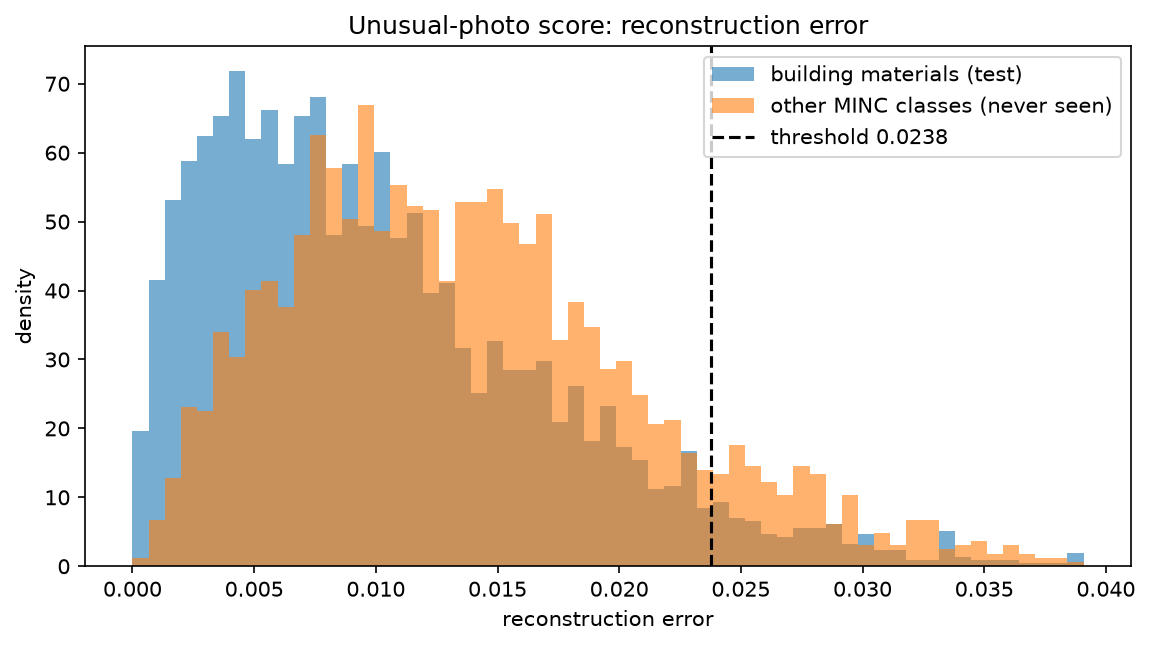 Unusual-photo score: reconstruction error
building materials (test)
other MINC classes (never seen)
threshold 0.0238
density
70
60
50
40
30
20
10
0
0.000 0.005 0.010 0.015 0.020 0.025 0.030 0.035 0.040
reconstruction error